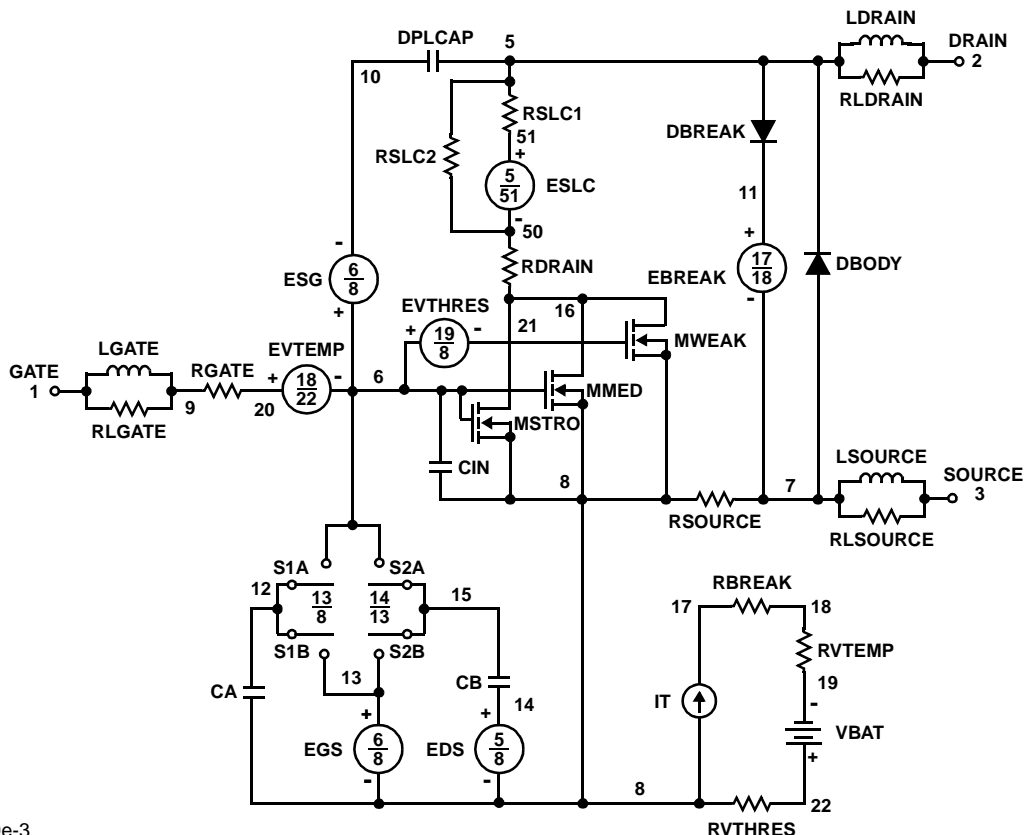 LDRAIN
DPLCAP 5 DRAIN
10 2
RSLC1 RLDRAIN
51 DBREAK
RSLC2 +
5
51 ESLC 11
-
50
- + 
RDRAIN 17
18
ESG 6
8 EBREAK DBODY
EVTHRES 16 -
+ + 19
8 - 21
MWEAK
LGATE EVTEMP
GATE RGATE + 18
22 - 6 MMED
1 9 20 MSTRO
RLGATE LSOURCE
CIN 8 7 SOURCE
3
RSOURCE RLSOURCE
S1A S2A RBREAK
12 13
8 14
13 15 17 18
RVTEMP
S1B S2B
13 CB 19
CA 14 IT -
+ + VBAT
EGS 6
8 EDS 5
8 +
- - 8 22
e-3 RVTHRES